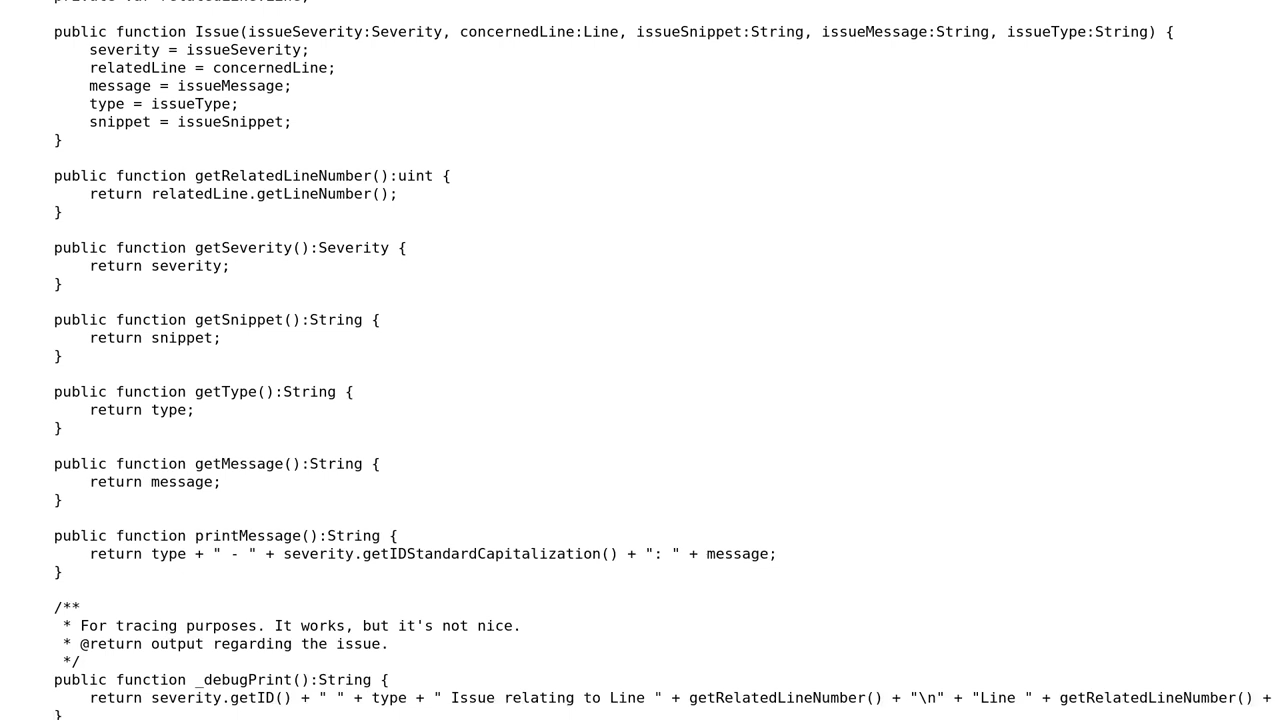 public function Issue(issueSeverity:Severity, concernedLine:Line, issueSnippet:String, issueMessage:String, issueType:String) {
severity = issueSeverity;
relatedLine = concernedLine;
message = issueMessage;
type = issueType;
snippet = issueSnippet;
}
public function getRelatedLineNumber():uint {
return relatedLine.getLineNumber();
}
public function getSeverity():Severity {
return severity;
}
public function getSnippet():String {
return snippet;
}
public function getType():String {
return type;
}
public function getMessage():String {
return message;
}
public function printMessage():String {
return type + " - " + severity.getIDStandardCapitalization() + ": " + message;
}
/**
* For tracing purposes. It works, but it's not nice.
* @return output regarding the issue.
*/
public function _debugPrint():String {
return severity.getID() + " " + type + " Issue relating to Line " + getRelatedLineNumber() + "\n" + "Line " + getRelatedLineNumber() +
}